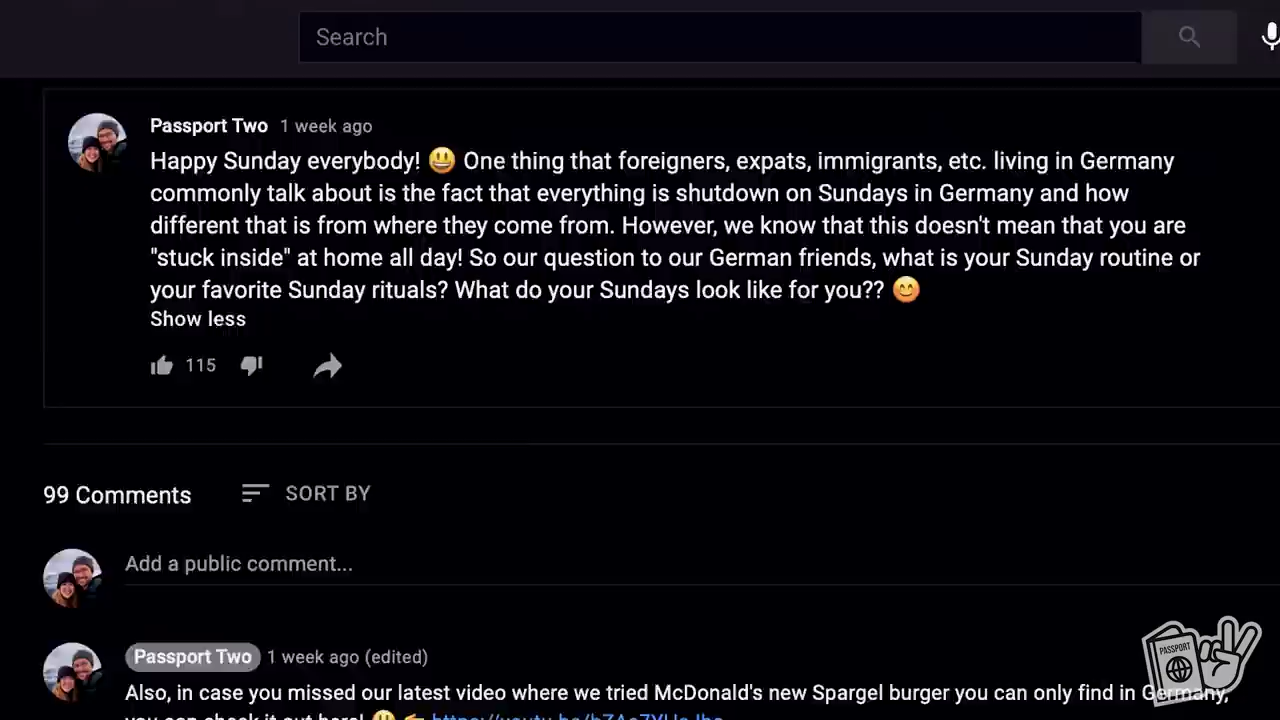 Search
Passport Two 1 week ago
Happy Sunday everybody! 😃 One thing that foreigners, expats, immigrants, etc. living in Germany
commonly talk about is the fact that everything is shutdown on Sundays in Germany and how
different that is from where they come from. However, we know that this doesn't mean that you are
"stuck inside" at home all day! So our question to our German friends, what is your Sunday routine or
your favorite Sunday rituals? What do your Sundays look like for you?? 😊
Show less
115
99 Comments SORT BY
Add a public comment...
Passport Two 1 week ago (edited)
PASSPORT
Also, in case you missed our latest video where we tried McDonald's new Spargel burger you can only find in Germany,
you can check it out here! 😃 👉